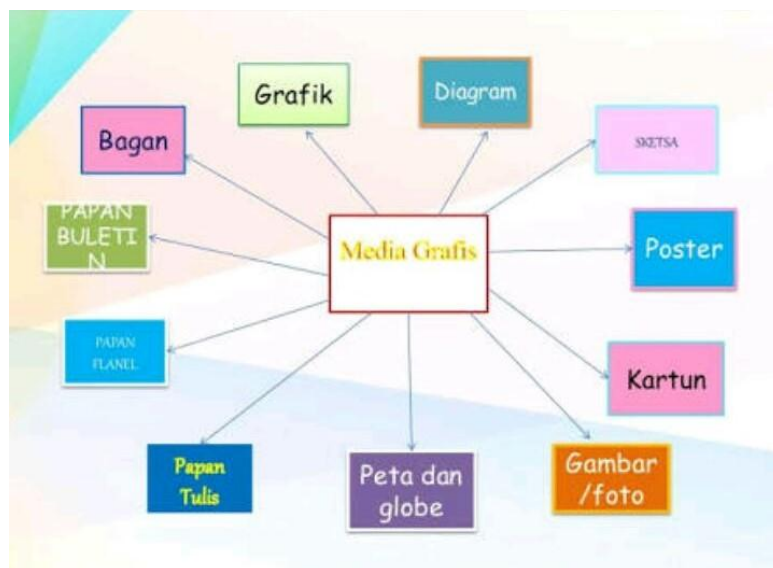 Grafik
Diagram
Bagan
SKETSA
PAPAN
BULETI
N
Media Grafis
Poster
PAPAN
FLANEL
Kartun
Papan
Tulis
Peta dan
globe
Gambar
/foto